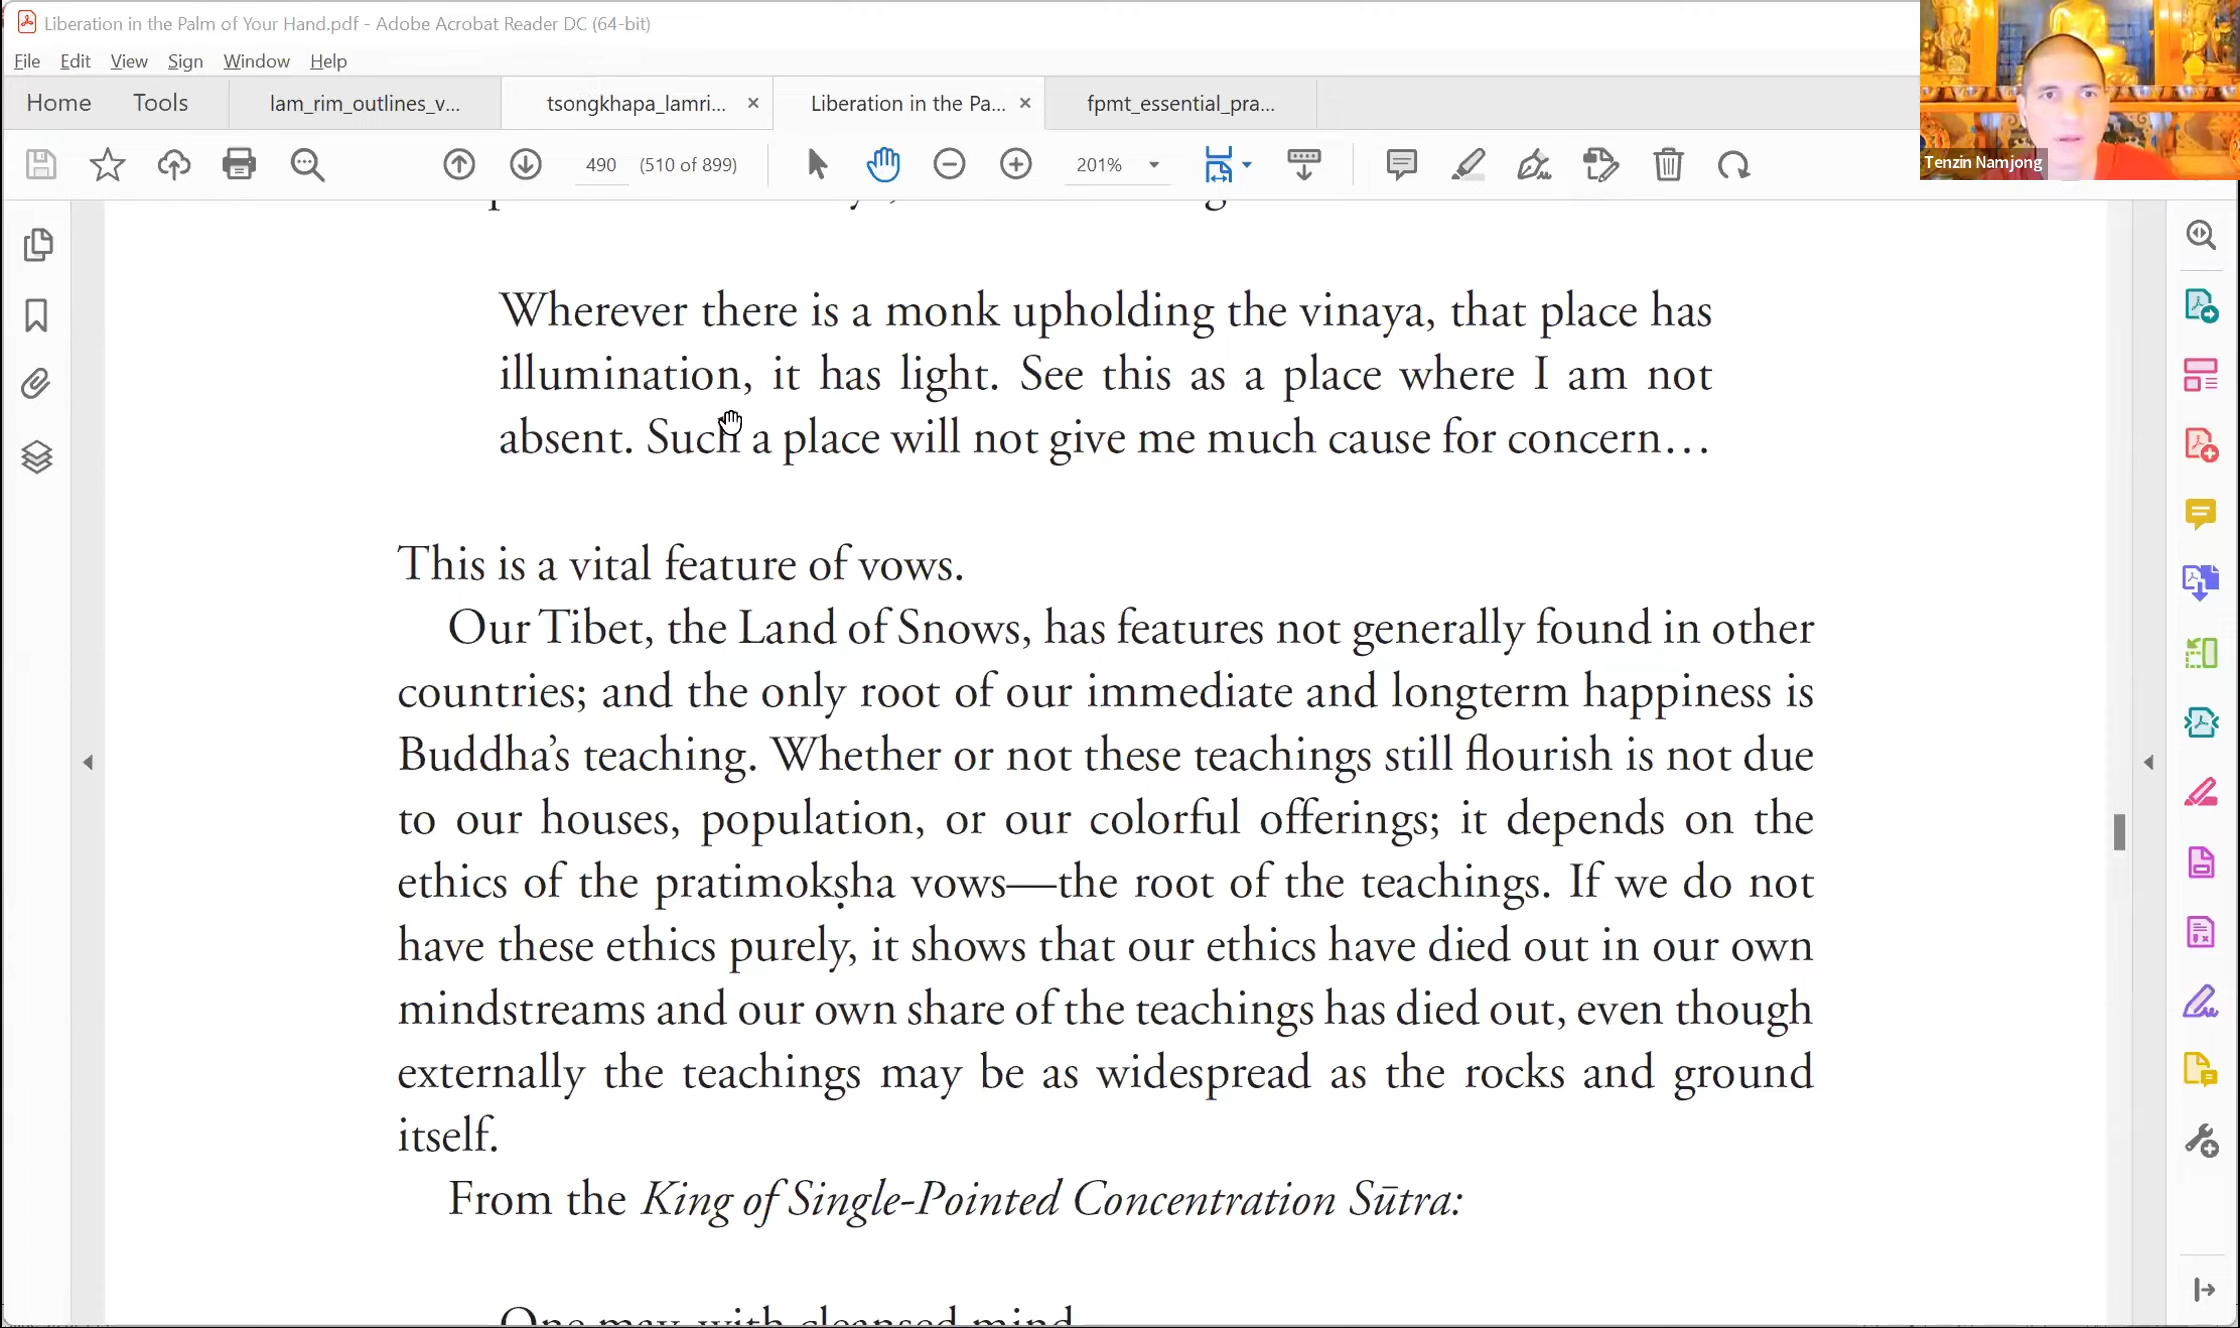 Liberation in the Palm of Your Hand.pdf - Adobe Acrobat Reader DC (64-bit)
File Edit View Sign Window Help
Home Tools lam_rim_outlines_v... tsongkhapa_lamri... Liberation in the Pa... fpmt_essential_pra...
490 (510 of 899) 201%
Tenzin Namjong
Wherever there is a monk upholding the vinaya, that place has
illumination, it has light. See this as a place where I am not
absent. Such a place will not give me much cause for concern…
This is a vital feature of vows.
Our Tibet, the Land of Snows, has features not generally found in other
countries; and the only root of our immediate and longterm happiness is
Buddha’s teaching. Whether or not these teachings still flourish is not due
to our houses, population, or our colorful offerings; it depends on the
ethics of the pratimokṣha vows—the root of the teachings. If we do not
have these ethics purely, it shows that our ethics have died out in our own
mindstreams and our own share of the teachings has died out, even though
externally the teachings may be as widespread as the rocks and ground
itself.
From the King of Single-Pointed Concentration Sūtra:
One may, with cleansed mind